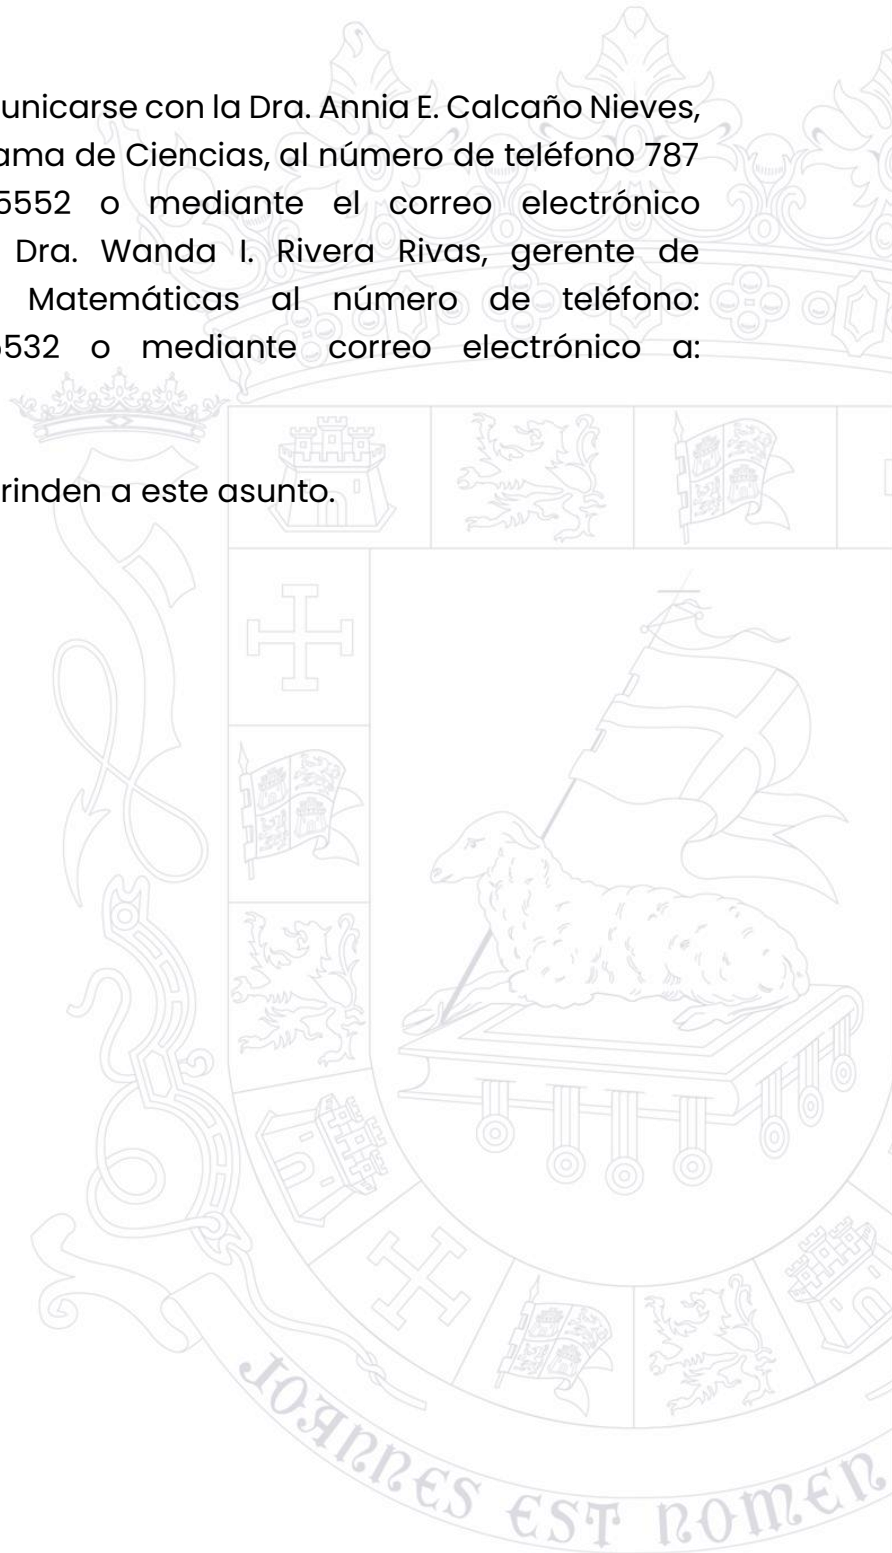 unicarse con la Dra. Annia E. Calcaño Nieves,
ama de Ciencias, al número de teléfono 787
5552 o mediante el correo electrónico
Dra. Wanda I. Rivera Rivas, gerente de
Matemáticas al número de teléfono:
532 o mediante correo electrónico a:
rinden a este asunto.
JOANNES EST NOMEN